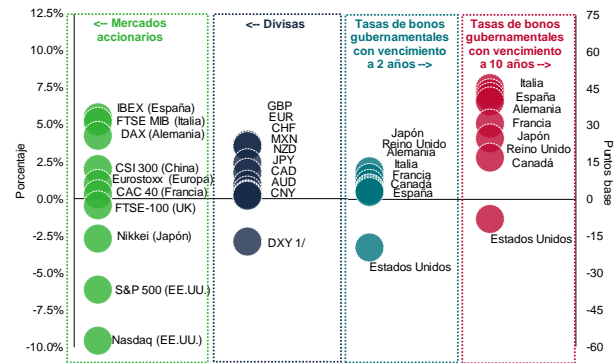 <-- Mercados
accionarios
<-- Divisas
Tasas de bonos
gubernamentales
con vencimiento
a 2 años -->
Tasas de bonos
gubernamentales
con vencimiento
a 10 años -->
12.5%
10.0%
7.5%
5.0%
2.5%
0.0%
-2.5%
-5.0%
-7.5%
-10.0%
Porcentaje
IBEX (España)
FTSE MIB (Italia)
DAX (Alemania)
CSI 300 (China)
Eurostoxx (Europa)
CAC 40 (Francia)
FTSE-100 (UK)
Nikkei (Japón)
S&P 500 (EE.UU.)
Nasdaq (EE.UU.)
GBP
EUR
CHF
MXN
NZD
JPY
CAD
AUD
CNY
DXY 1/
Japón
Reino Unido
Alemania
Italia
Francia
Canadá
España
Estados Unidos
Italia
España
Alemania
Francia
Japón
Reino Unido
Canadá
Estados Unidos
75
60
45
30
15
0
-15
-30
-45
-60
Puntos base